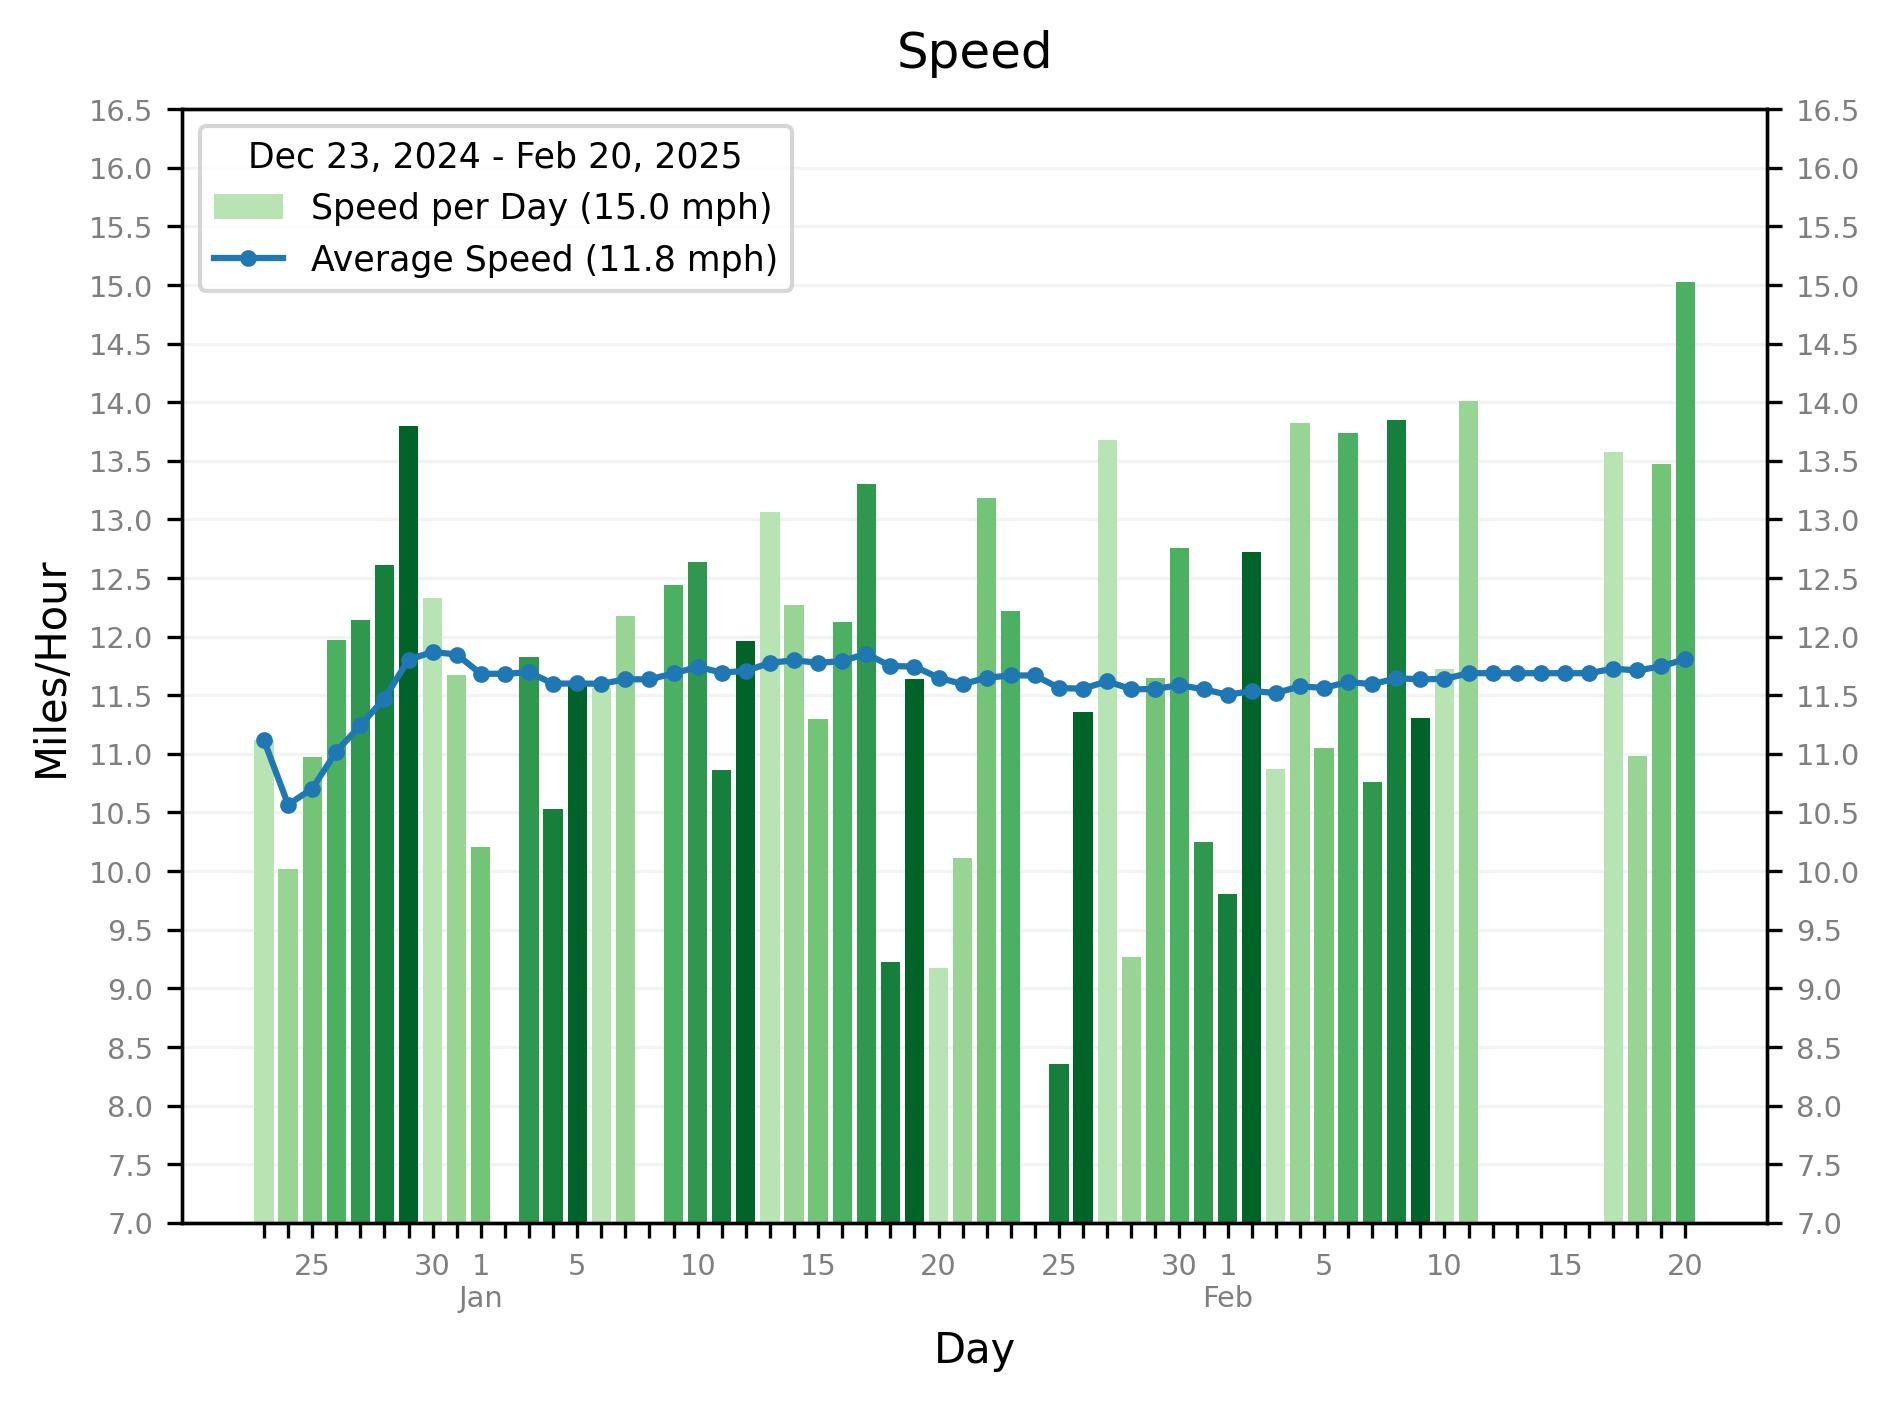 Speed
Dec 23, 2024 - Feb 20, 2025
Speed per Day (15.0 mph)
Average Speed (11.8 mph)
16.5 16.5
16.0 16.0
15.5 15.5
15.0 15.0
14.5 14.5
14.0 14.0
13.5 13.5
13.0 13.0
12.5 12.5
12.0 12.0
11.5 11.5
11.0 11.0
10.5 10.5
10.0 10.0
9.5 9.5
9.0 9.0
8.5 8.5
8.0 8.0
7.5 7.5
7.0 7.0
Miles/Hour
25 30 1 5 10 15 20 25 30 1 5 10 15 20
Jan Feb
Day